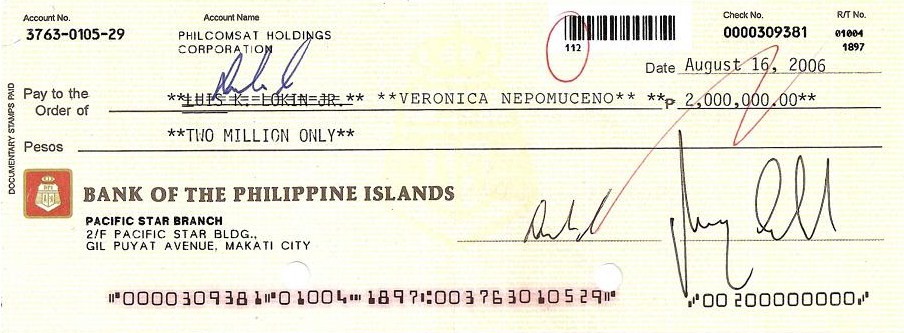 Account No.
3763-0105-29
Account Name
PHILCOMSAT HOLDINGS
CORPORATION
112
Check No.
0000309381
R/T No.
01004
1897
Date August 16, 2006
DOCUMENTARY STAMPS PAID
Pay to the
Order of
**LUIS K. LOKIN JR.** **VERONICA NEPOMUCENO** **₱ 2,000,000.00**
Pesos **TWO MILLION ONLY**
BANK OF THE PHILIPPINE ISLANDS
PACIFIC STAR BRANCH
2/F PACIFIC STAR BLDG.,
GIL PUYAT AVENUE, MAKATI CITY
⑈0000309381⑈01004⑉1897⑆003763010529⑈ ⑈00200000000⑈